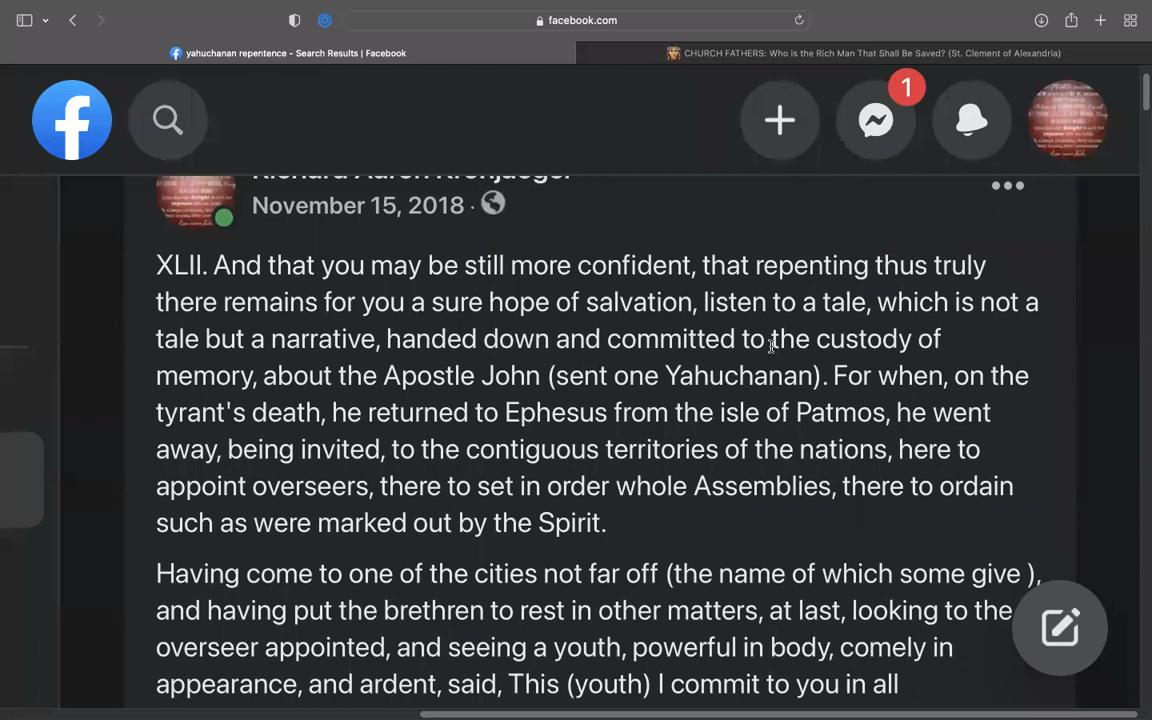 facebook.com
yahuchanan repentence - Search Results | Facebook
CHURCH FATHERS: Who is the Rich Man That Shall Be Saved? (St. Clement of Alexandria)
1
November 15, 2018 ·
XLII. And that you may be still more confident, that repenting thus truly
there remains for you a sure hope of salvation, listen to a tale, which is not a
tale but a narrative, handed down and committed to the custody of
memory, about the Apostle John (sent one Yahuchanan). For when, on the
tyrant's death, he returned to Ephesus from the isle of Patmos, he went
away, being invited, to the contiguous territories of the nations, here to
appoint overseers, there to set in order whole Assemblies, there to ordain
such as were marked out by the Spirit.
Having come to one of the cities not far off (the name of which some give ),
and having put the brethren to rest in other matters, at last, looking to the
overseer appointed, and seeing a youth, powerful in body, comely in
appearance, and ardent, said, This (youth) I commit to you in all